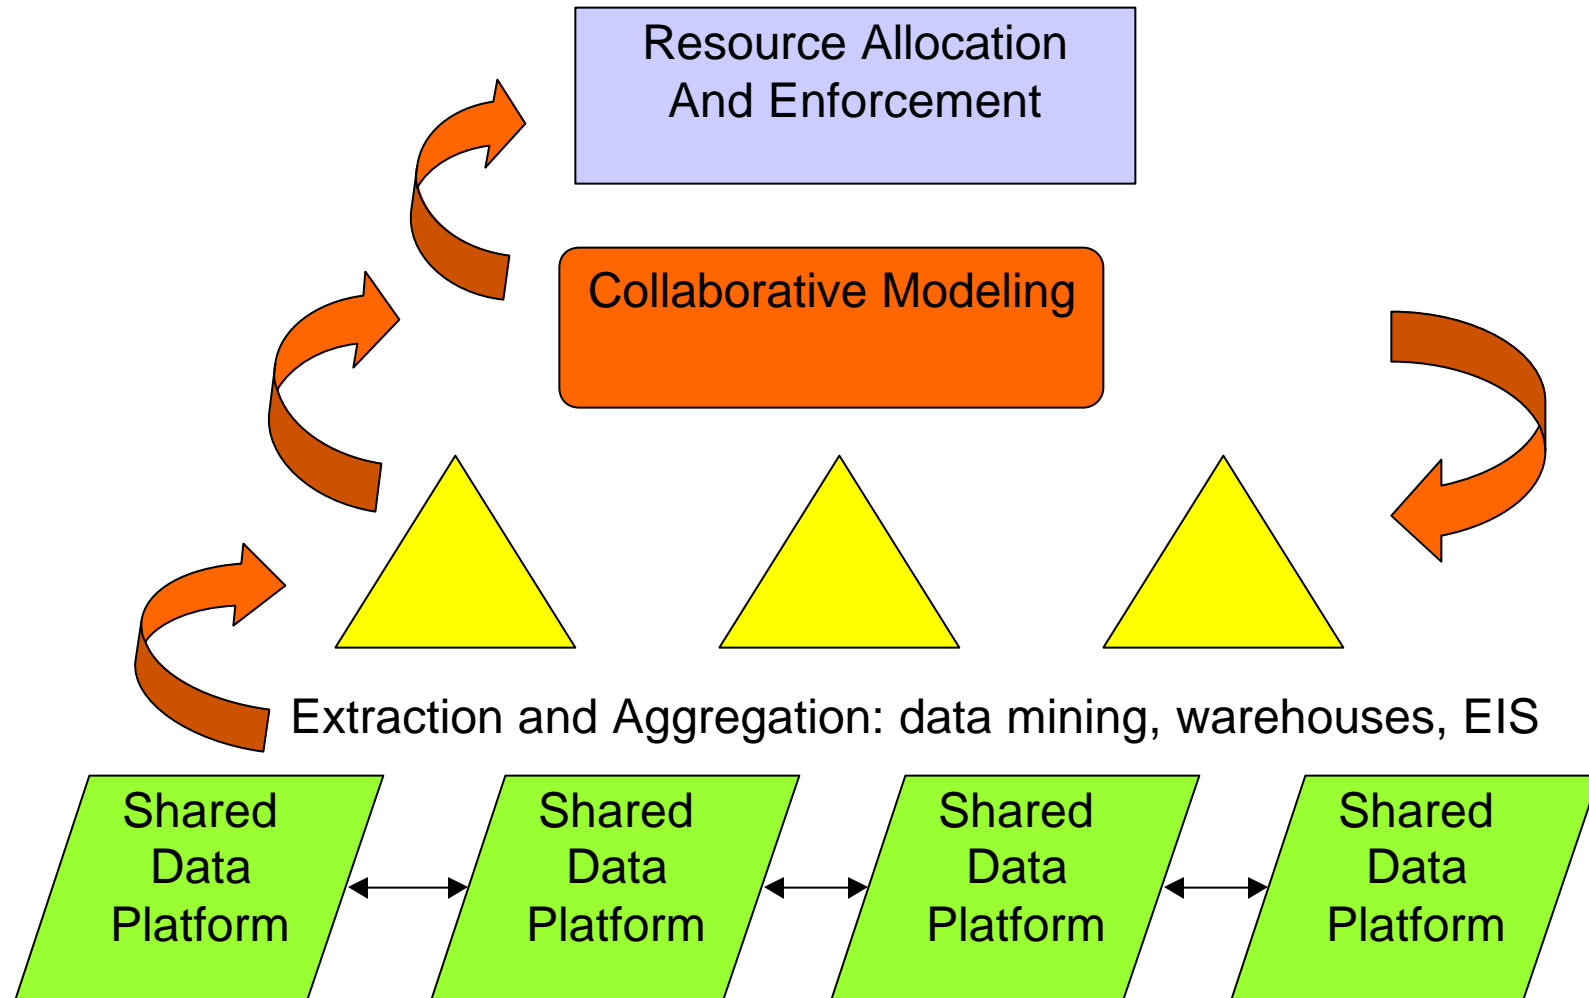 Resource Allocation
And Enforcement
Collaborative Modeling
Extraction and Aggregation: data mining, warehouses, EIS
Shared
Data
Platform
Shared
Data
Platform
Shared
Data
Platform
Shared
Data
Platform